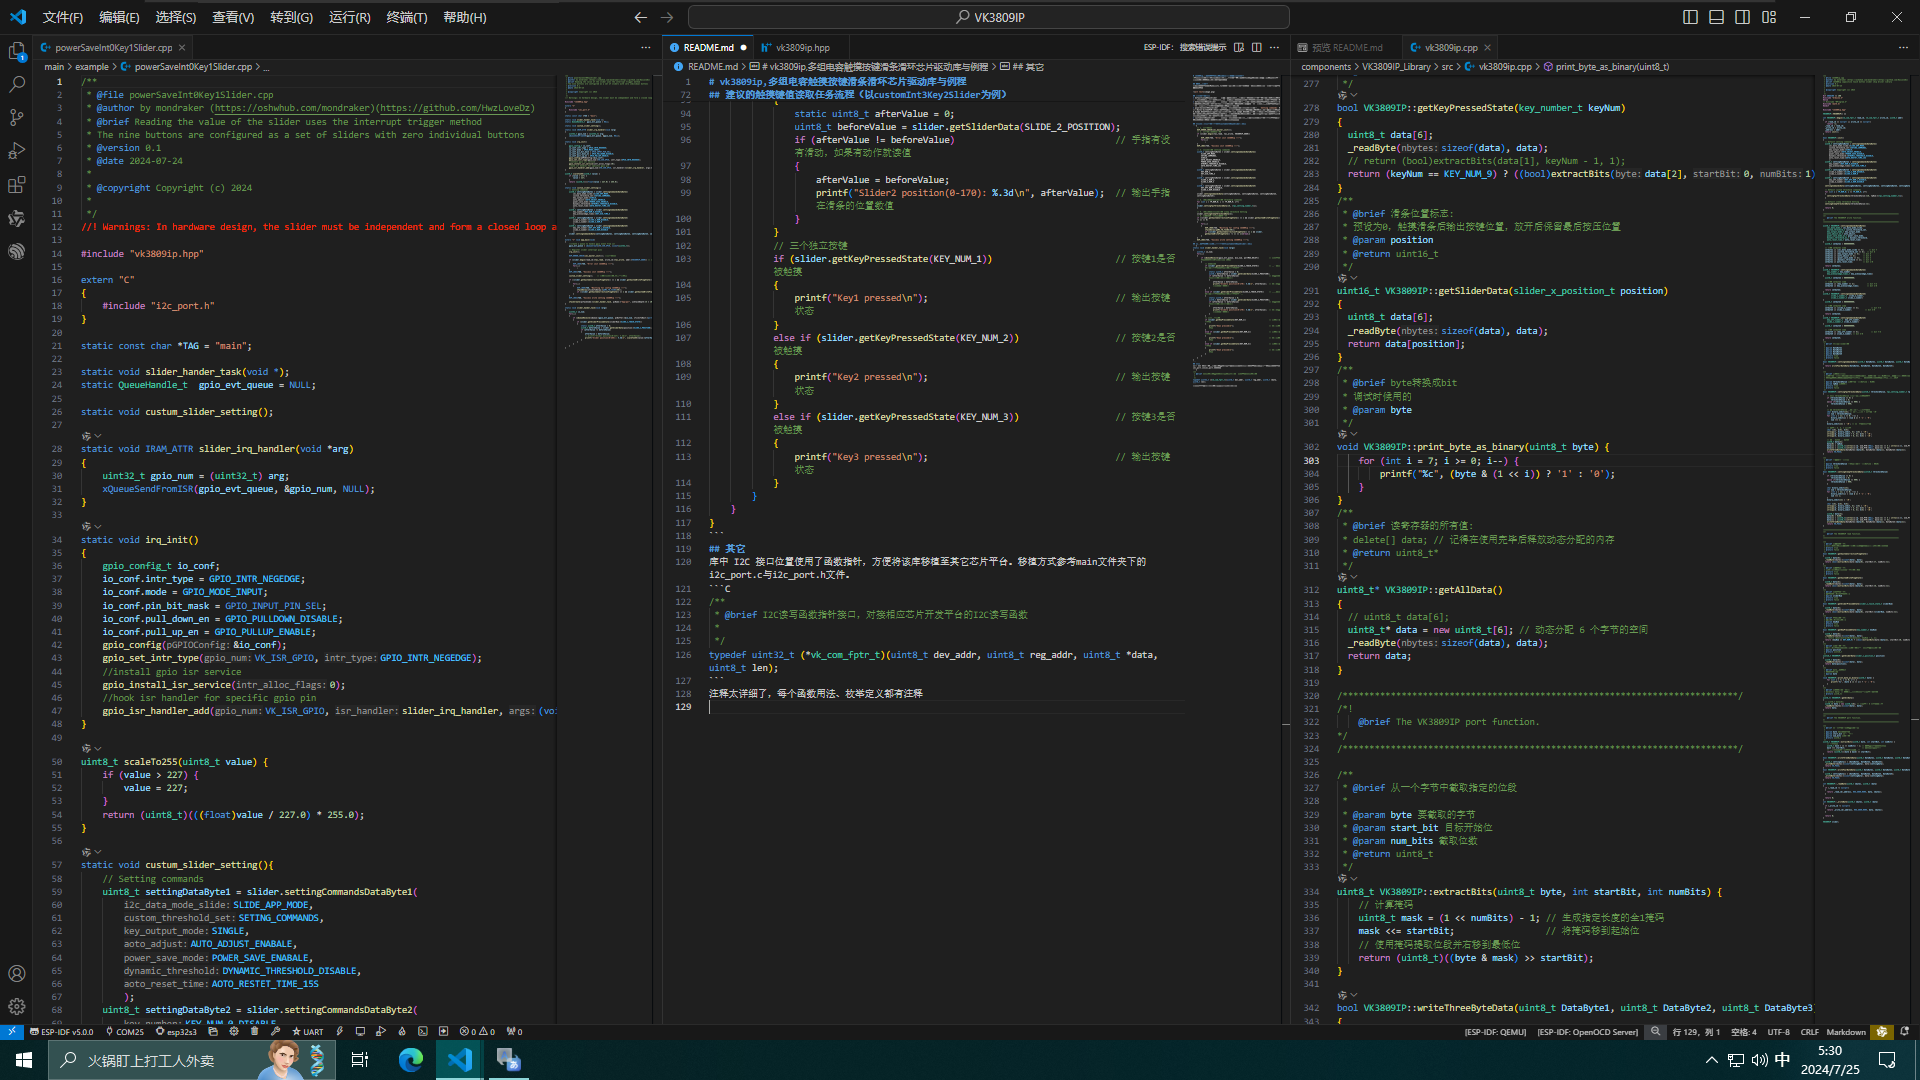 文件(F) 编辑(E) 选择(S) 查看(V) 转到(G) 运行(R) 终端(T) 帮助(H)
VK3809IP
powerSaveInt0Key1Slider.cpp
main > example > powerSaveInt0Key1Slider.cpp > ...
1 /**
2 * @file powerSaveInt0Key1Slider.cpp
3 * @author by mondraker (https://oshwhub.com/mondraker)(https://github.com/HwzLoveDz)
4 * @brief Reading the value of the slider uses the interrupt trigger method
5 * The nine buttons are configured as a set of sliders with zero individual buttons
6 * @version 0.1
7 * @date 2024-07-24
8 *
9 * @copyright Copyright (c) 2024
10 *
11 */
12 //! Warnings: In hardware design, the slider must be independent and form a closed loop a
13
14 #include "vk3809ip.hpp"
15
16 extern "C"
17 {
18 #include "i2c_port.h"
19 }
20
21 static const char *TAG = "main";
22
23 static void slider_hander_task(void *);
24 static QueueHandle_t gpio_evt_queue = NULL;
25
26 static void custum_slider_setting();
27
28 static void IRAM_ATTR slider_irq_handler(void *arg)
29 {
30 uint32_t gpio_num = (uint32_t) arg;
31 xQueueSendFromISR(gpio_evt_queue, &gpio_num, NULL);
32 }
33
34 static void irq_init()
35 {
36 gpio_config_t io_conf;
37 io_conf.intr_type = GPIO_INTR_NEGEDGE;
38 io_conf.mode = GPIO_MODE_INPUT;
39 io_conf.pin_bit_mask = GPIO_INPUT_PIN_SEL;
40 io_conf.pull_down_en = GPIO_PULLDOWN_DISABLE;
41 io_conf.pull_up_en = GPIO_PULLUP_ENABLE;
42 gpio_config(pGPIOConfig: &io_conf);
43 gpio_set_intr_type(gpio_num: VK_ISR_GPIO, intr_type: GPIO_INTR_NEGEDGE);
44 //install gpio isr service
45 gpio_install_isr_service(intr_alloc_flags: 0);
46 //hook isr handler for specific gpio pin
47 gpio_isr_handler_add(gpio_num: VK_ISR_GPIO, isr_handler: slider_irq_handler, args: (voi
48 }
49
50 uint8_t scaleTo255(uint8_t value) {
51 if (value > 227) {
52 value = 227;
53 }
54 return (uint8_t)(((float)value / 227.0) * 255.0);
55 }
56
57 static void custum_slider_setting(){
58 // Setting commands
59 uint8_t settingDataByte1 = slider.settingCommandsDataByte1(
60 i2c_data_mode_slide: SLIDE_APP_MODE,
61 custom_threshold_set: SETING_COMMANDS,
62 key_output_mode: SINGLE,
63 aoto_adjust: AUTO_ADJUST_ENABALE,
64 power_save_mode: POWER_SAVE_ENABALE,
65 dynamic_threshold: DYNAMIC_THRESHOLD_DISABLE,
66 aoto_reset_time: AOTO_RESTET_TIME_15S
67 );
68 uint8_t settingDataByte2 = slider.settingCommandsDataByte2(
README.md vk3809ip.hpp ESP-IDF: 搜索错误提示
README.md > # vk3809ip,多组电容触摸按键滑条滑环芯片驱动库与例程 > ## 其它
1 # vk3809ip,多组电容触摸按键滑条滑环芯片驱动库与例程
72 ## 建议的触摸键值读取任务流程（以customInt3Key2Slider为例）
94 static uint8_t afterValue = 0;
95 uint8_t beforeValue = slider.getSliderData(SLIDE_2_POSITION);
96 if (afterValue != beforeValue) // 手指有没
有滑动，如果有动作就读值
97 {
98 afterValue = beforeValue;
99 printf("Slider2 position(0-170): %.3d\n", afterValue); // 输出手指
在滑条的位置数值
100 }
101 }
102 // 三个独立按键
103 if (slider.getKeyPressedState(KEY_NUM_1)) // 按键1是否
被触摸
104 {
105 printf("Key1 pressed\n"); // 输出按键
状态
106 }
107 else if (slider.getKeyPressedState(KEY_NUM_2)) // 按键2是否
被触摸
108 {
109 printf("Key2 pressed\n"); // 输出按键
状态
110 }
111 else if (slider.getKeyPressedState(KEY_NUM_3)) // 按键3是否
被触摸
112 {
113 printf("Key3 pressed\n"); // 输出按键
状态
114 }
115 }
116 }
117 }
118 ```
119 ## 其它
120 库中 I2C 接口位置使用了函数指针，方便将该库移植至其它芯片平台。移植方式参考main文件夹下的
i2c_port.c与i2c_port.h文件。
121 ```C
122 /**
123 * @brief I2C读写函数指针接口，对接相应芯片开发平台的I2C读写函数
124 *
125 */
126 typedef uint32_t (*vk_com_fptr_t)(uint8_t dev_addr, uint8_t reg_addr, uint8_t *data,
uint8_t len);
127 ```
128 注释太详细了，每个函数用法、枚举定义都有注释
129
预览 README.md vk3809ip.cpp
components > VK3809IP_Library > src > vk3809ip.cpp > print_byte_as_binary(uint8_t)
277 */
278 bool VK3809IP::getKeyPressedState(key_number_t keyNum)
279 {
280 uint8_t data[6];
281 _readByte(nbytes: sizeof(data), data);
282 // return (bool)extractBits(data[1], keyNum - 1, 1);
283 return (keyNum == KEY_NUM_9) ? ((bool)extractBits(byte: data[2], startBit: 0, numBits: 1)
284 }
285 /**
286 * @brief 滑条位置标志:
287 * 预设为0，触摸滑条后输出按键位置，放开后保留最后按压位置
288 * @param position
289 * @return uint16_t
290 */
291 uint16_t VK3809IP::getSliderData(slider_x_position_t position)
292 {
293 uint8_t data[6];
294 _readByte(nbytes: sizeof(data), data);
295 return data[position];
296 }
297 /**
298 * @brief byte转换成bit
299 * 调试时候用的
300 * @param byte
301 */
302 void VK3809IP::print_byte_as_binary(uint8_t byte) {
303 for (int i = 7; i >= 0; i--) {
304 printf("%c", (byte & (1 << i)) ? '1' : '0');
305 }
306 }
307 /**
308 * @brief 读寄存器的所有值:
309 * delete[] data; // 记得在使用完毕后释放动态分配的内存
310 * @return uint8_t*
311 */
312 uint8_t* VK3809IP::getAllData()
313 {
314 // uint8_t data[6];
315 uint8_t* data = new uint8_t[6]; // 动态分配 6 个字节的空间
316 _readByte(nbytes: sizeof(data), data);
317 return data;
318 }
319
320 /******************************************************************************/
321 /*!
322 @brief The VK3809IP port function.
323 */
324 /******************************************************************************/
325
326 /**
327 * @brief 从一个字节中截取指定的位段
328 *
329 * @param byte 要截取的字节
330 * @param start_bit 目标开始位
331 * @param num_bits 截取位数
332 * @return uint8_t
333 */
334 uint8_t VK3809IP::extractBits(uint8_t byte, int startBit, int numBits) {
335 // 计算掩码
336 uint8_t mask = (1 << numBits) - 1; // 生成指定长度的全1掩码
337 mask <<= startBit; // 将掩码移到起始位
338 // 使用掩码提取位段并右移到最低位
339 return (uint8_t)((byte & mask) >> startBit);
340 }
341
342 bool VK3809IP::writeThreeByteData(uint8_t DataByte1, uint8_t DataByte2, uint8_t DataByte3
343 {
ESP-IDF v5.0.0 COM25 esp32s3 UART 0 0 0 [ESP-IDF: QEMU] [ESP-IDF: OpenOCD Server] 行 129，列 1 空格: 4 UTF-8 CRLF Markdown
火锅盯上打工人外卖
中
5:30
2024/7/25